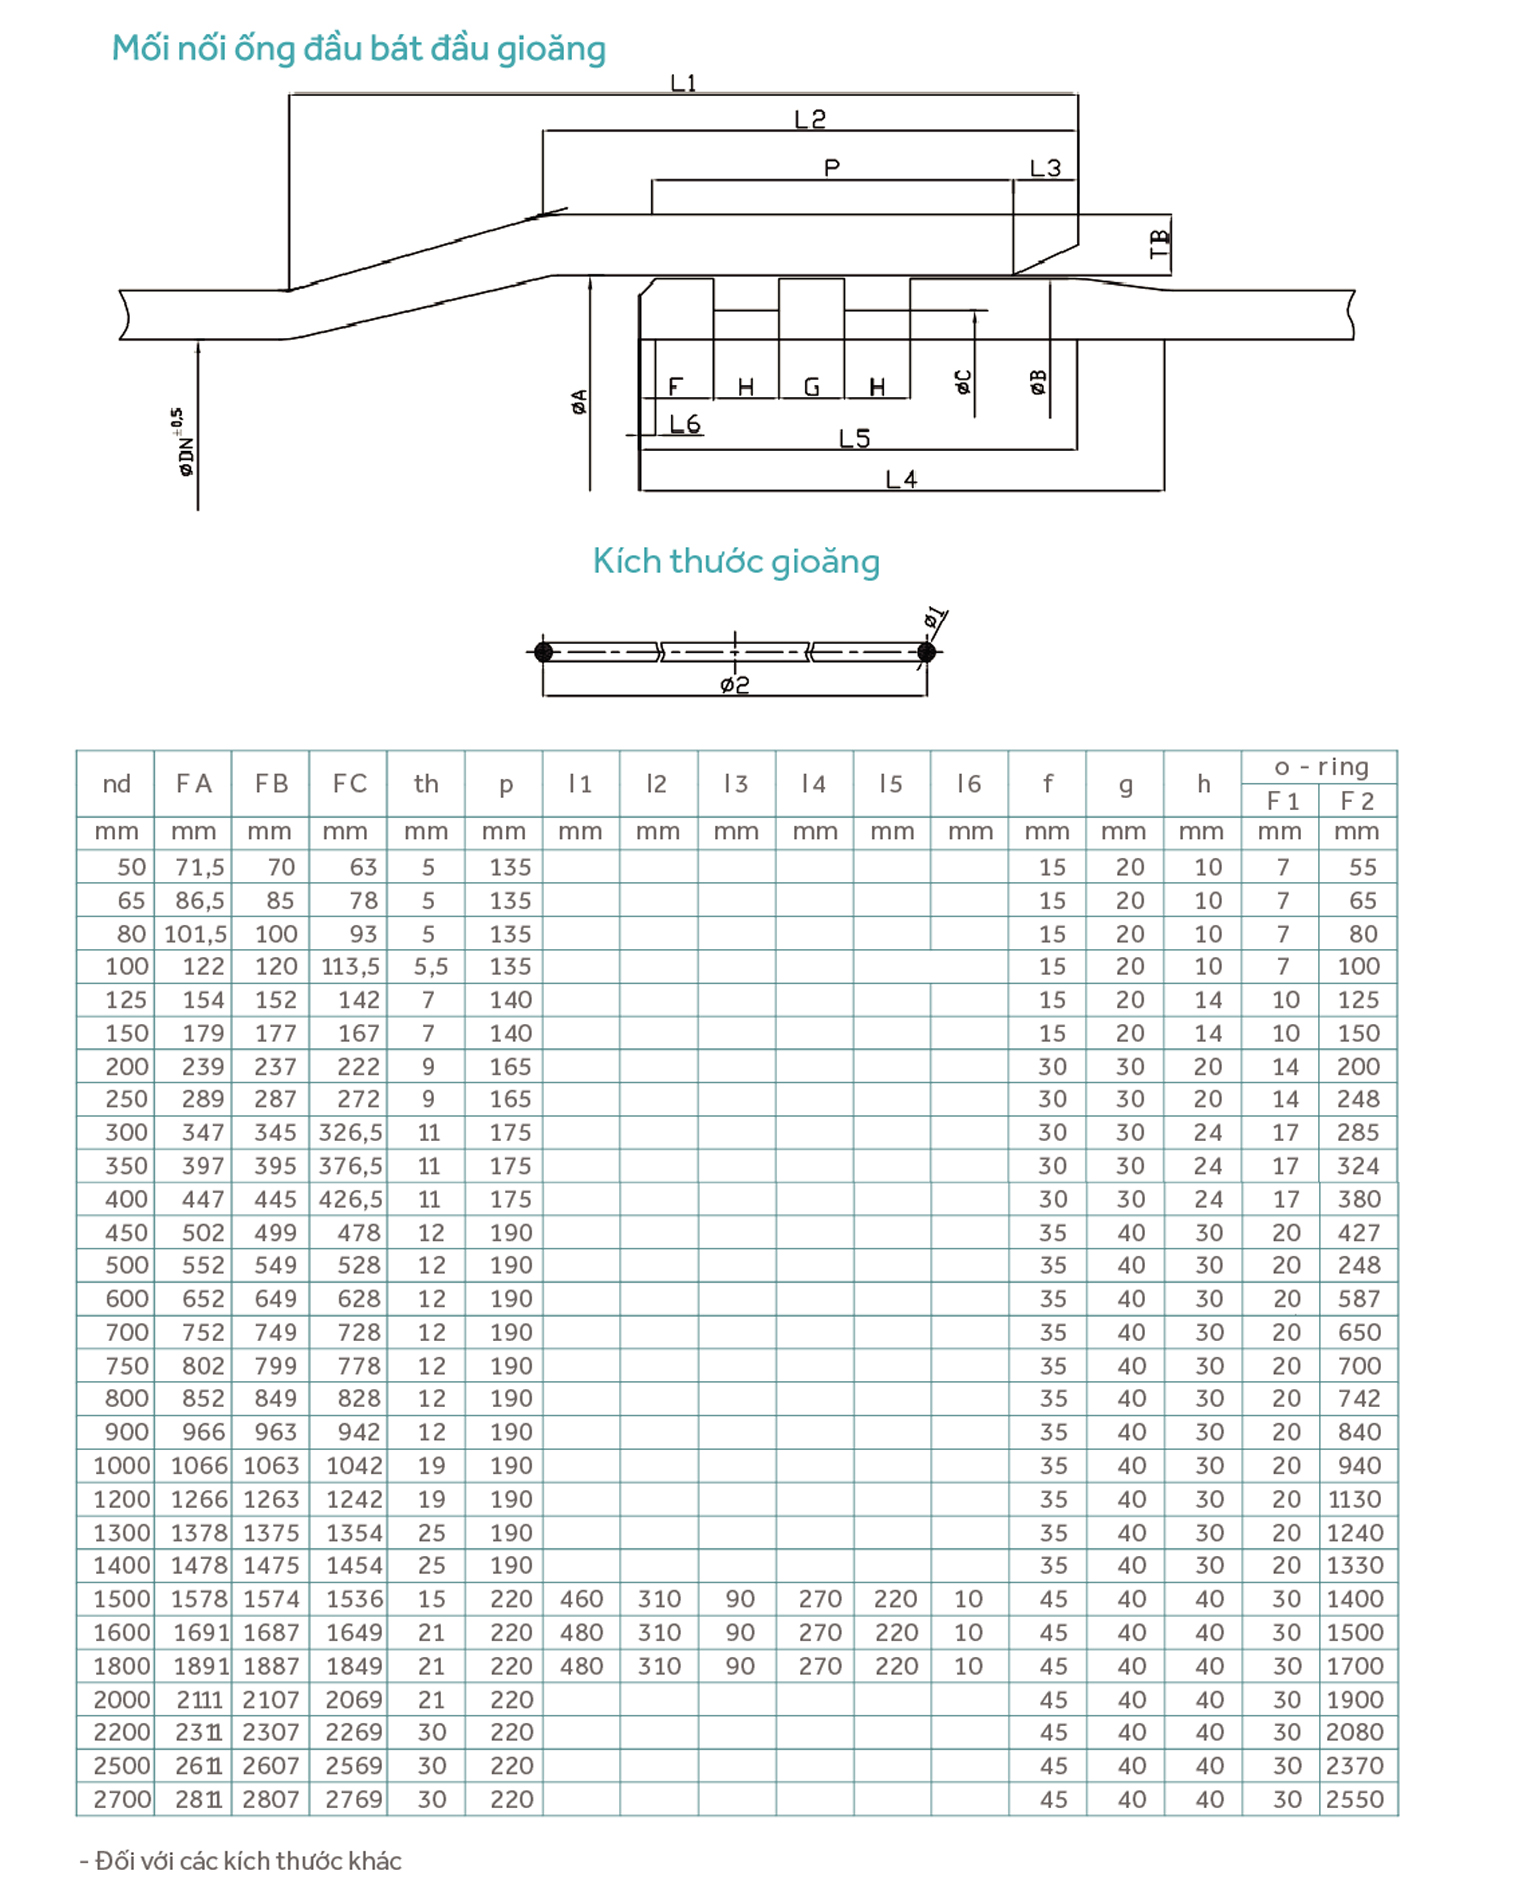 Mối nối ống đầu bát đầu gioăng
L1
L2
P L3
TB
F H G H
øC øB
øA
L6
L5
øDN±0,5
L4
Kích thước gioăng
ø1
ø2
nd F A F B F C th p l 1 l2 l 3 l 4 l 5 l 6 f g h o - ring
F 1 F 2
mm mm mm mm mm mm mm mm mm mm mm mm mm mm mm mm mm
50 71,5 70 63 5 135 15 20 10 7 55
65 86,5 85 78 5 135 15 20 10 7 65
80 101,5 100 93 5 135 15 20 10 7 80
100 122 120 113,5 5,5 135 15 20 10 7 100
125 154 152 142 7 140 15 20 14 10 125
150 179 177 167 7 140 15 20 14 10 150
200 239 237 222 9 165 30 30 20 14 200
250 289 287 272 9 165 30 30 20 14 248
300 347 345 326,5 11 175 30 30 24 17 285
350 397 395 376,5 11 175 30 30 24 17 324
400 447 445 426,5 11 175 30 30 24 17 380
450 502 499 478 12 190 35 40 30 20 427
500 552 549 528 12 190 35 40 30 20 248
600 652 649 628 12 190 35 40 30 20 587
700 752 749 728 12 190 35 40 30 20 650
750 802 799 778 12 190 35 40 30 20 700
800 852 849 828 12 190 35 40 30 20 742
900 966 963 942 12 190 35 40 30 20 840
1000 1066 1063 1042 19 190 35 40 30 20 940
1200 1266 1263 1242 19 190 35 40 30 20 1130
1300 1378 1375 1354 25 190 35 40 30 20 1240
1400 1478 1475 1454 25 190 35 40 30 20 1330
1500 1578 1574 1536 15 220 460 310 90 270 220 10 45 40 40 30 1400
1600 1691 1687 1649 21 220 480 310 90 270 220 10 45 40 40 30 1500
1800 1891 1887 1849 21 220 480 310 90 270 220 10 45 40 40 30 1700
2000 2111 2107 2069 21 220 45 40 40 30 1900
2200 2311 2307 2269 30 220 45 40 40 30 2080
2500 2611 2607 2569 30 220 45 40 40 30 2370
2700 2811 2807 2769 30 220 45 40 40 30 2550
- Đối với các kích thước khác